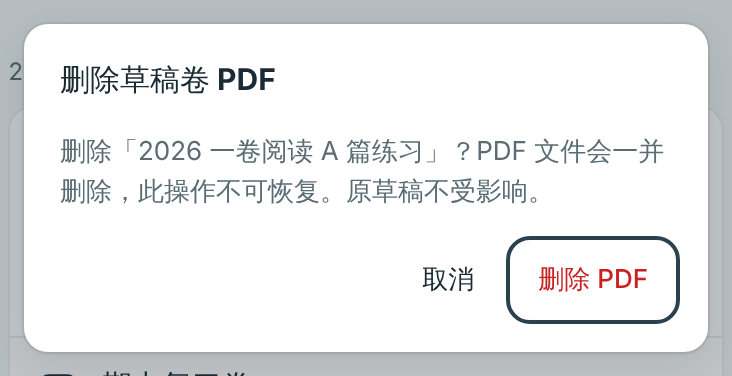 2
删除草稿卷 PDF
删除「2026 一卷阅读 A 篇练习」？PDF 文件会一并
删除，此操作不可恢复。原草稿不受影响。
取消
删除 PDF